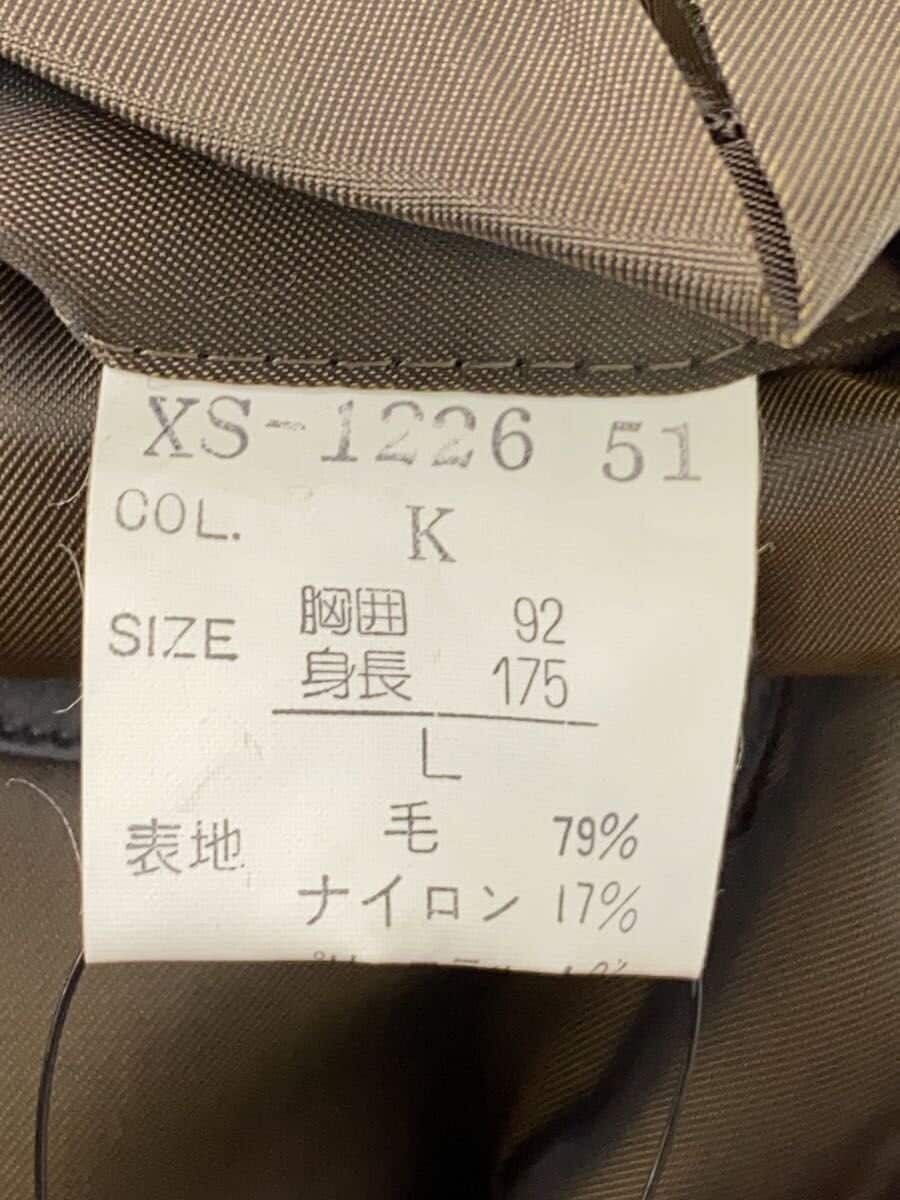 XS-1226 51
COL. K
SIZE 胸囲 92
身長 175
L
表地 毛 79%
ナイロン 17%